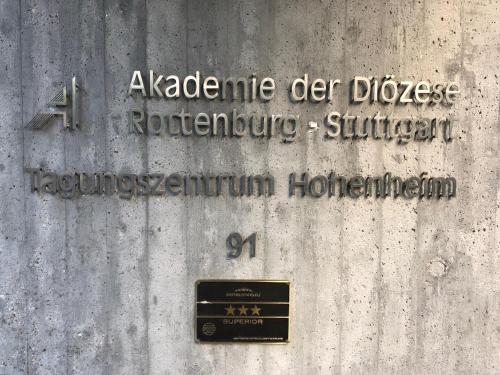 Akademie der Diözese
Rottenburg - Stuttgart
Tagungszentrum Hohenheim
91
SUPERIOR